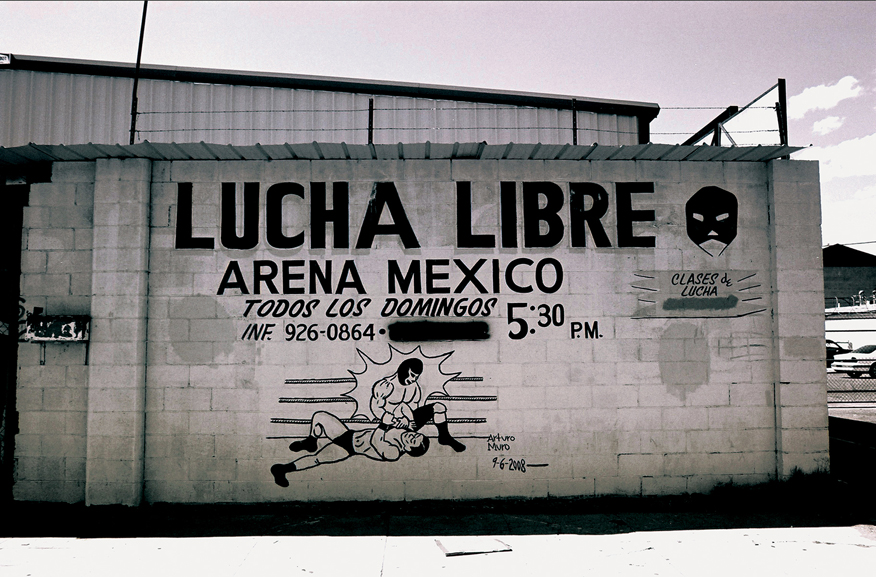 LUCHA LIBRE
ARENA MEXICO
TODOS LOS DOMINGOS
INF. 926-0864 • 5:30 P.M.
CLASES de
LUCHA
Arturo
Muro
9-6-2008